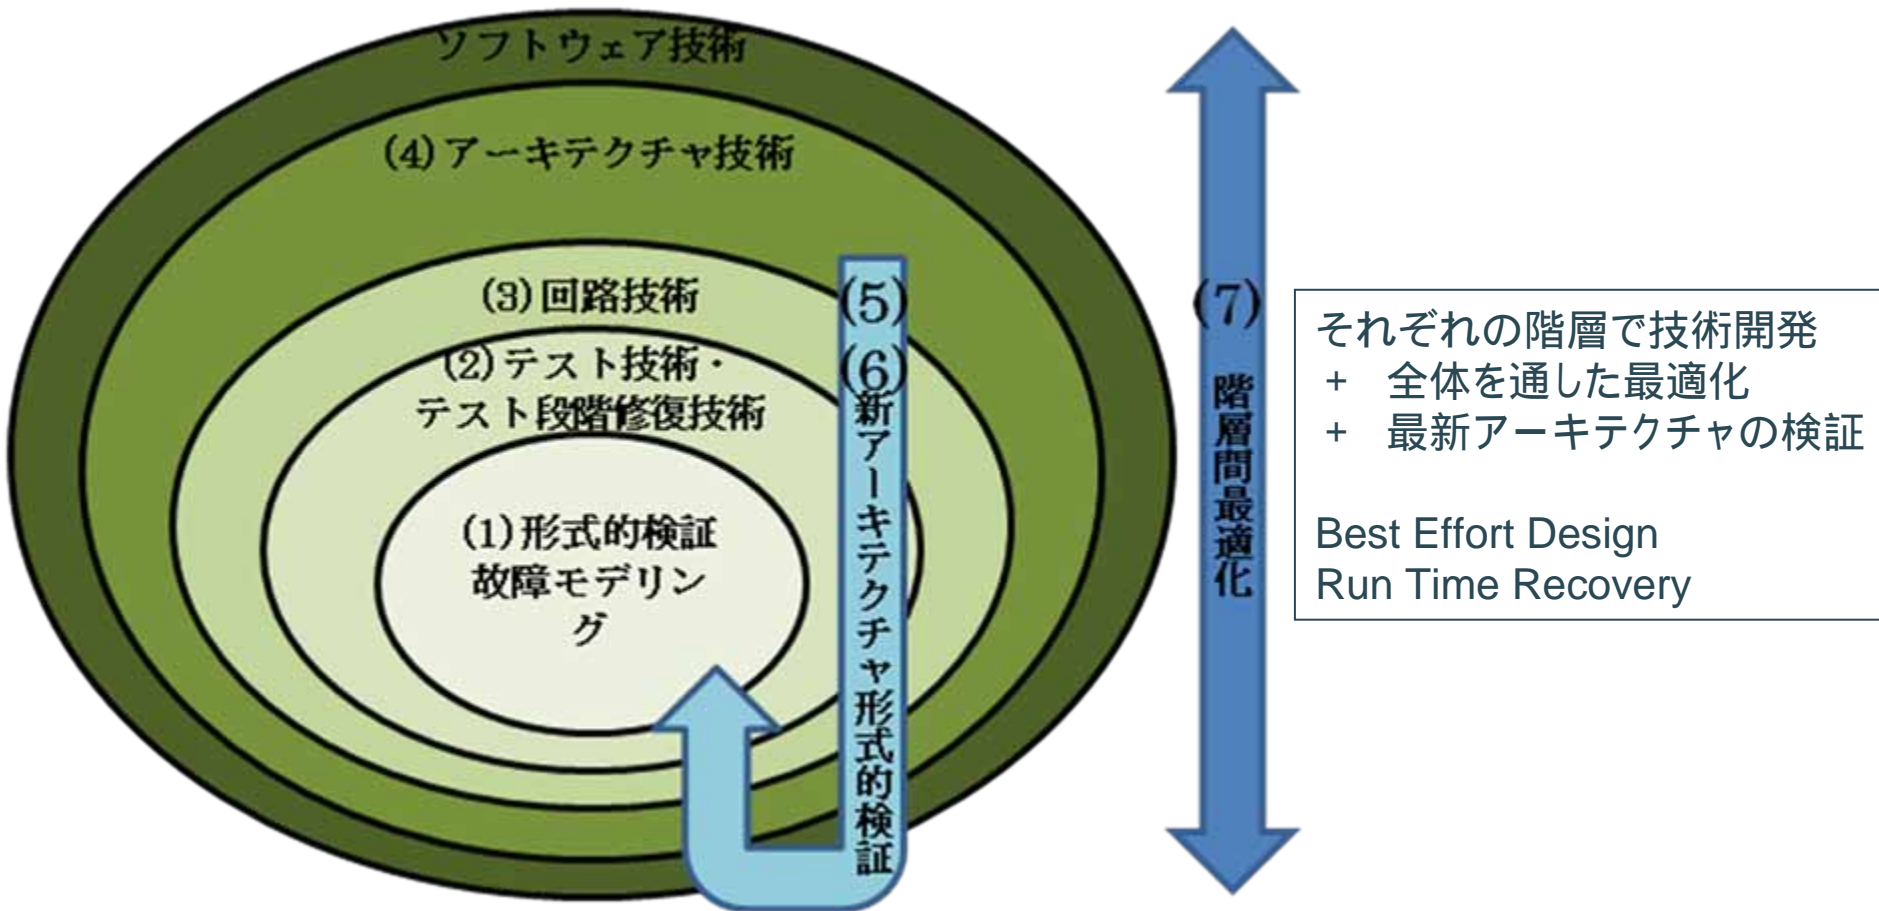 ソフトウェア技術
(4)アーキテクチャ技術
(3)回路技術
(2)テスト技術・
テスト段階修復技術
(1)形式的検証
故障モデリン
グ
(5)
(6)新アーキテクチャ形式的検証
(7) 階層間最適化
それぞれの階層で技術開発
+ 全体を通した最適化
+ 最新アーキテクチャの検証
Best Effort Design
Run Time Recovery